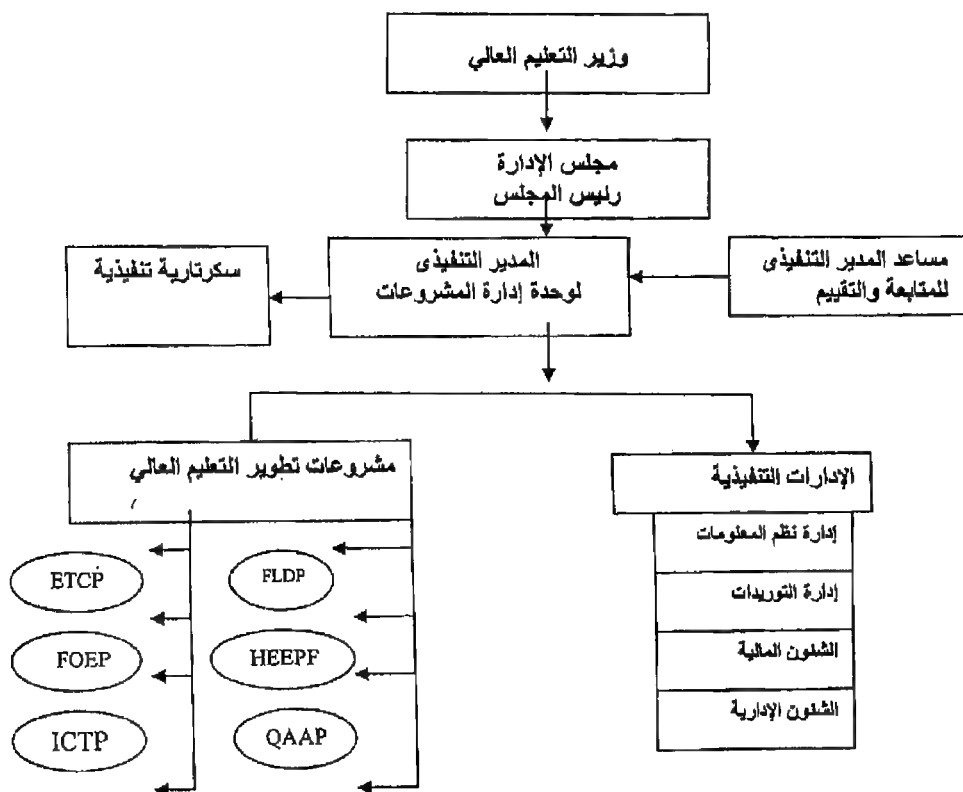 وزير التعليم العالي
مجلس الإدارة
رئيس المجلس
مساعد المدير التنفيذى
للمتابعة والتقييم
المدير التنفيذى
لوحدة إدارة المشروعات
سكرتارية تنفيذية
الإدارات التنفيذية
إدارة نظم المعلومات
إدارة التوريدات
الشئون المالية
الشئون الإدارية
مشروعات تطوير التعليم العالي
ETCP
FLDP
FOEP
HEEPF
ICTP
QAAP